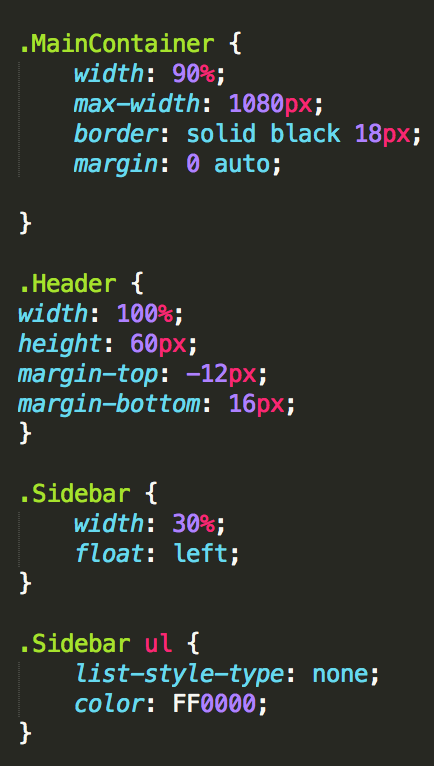 .MainContainer {
width: 90%;
max-width: 1080px;
border: solid black 18px;
margin: 0 auto;
}
.Header {
width: 100%;
height: 60px;
margin-top: -12px;
margin-bottom: 16px;
}
.Sidebar {
width: 30%;
float: left;
}
.Sidebar ul {
list-style-type: none;
color: FF0000;
}